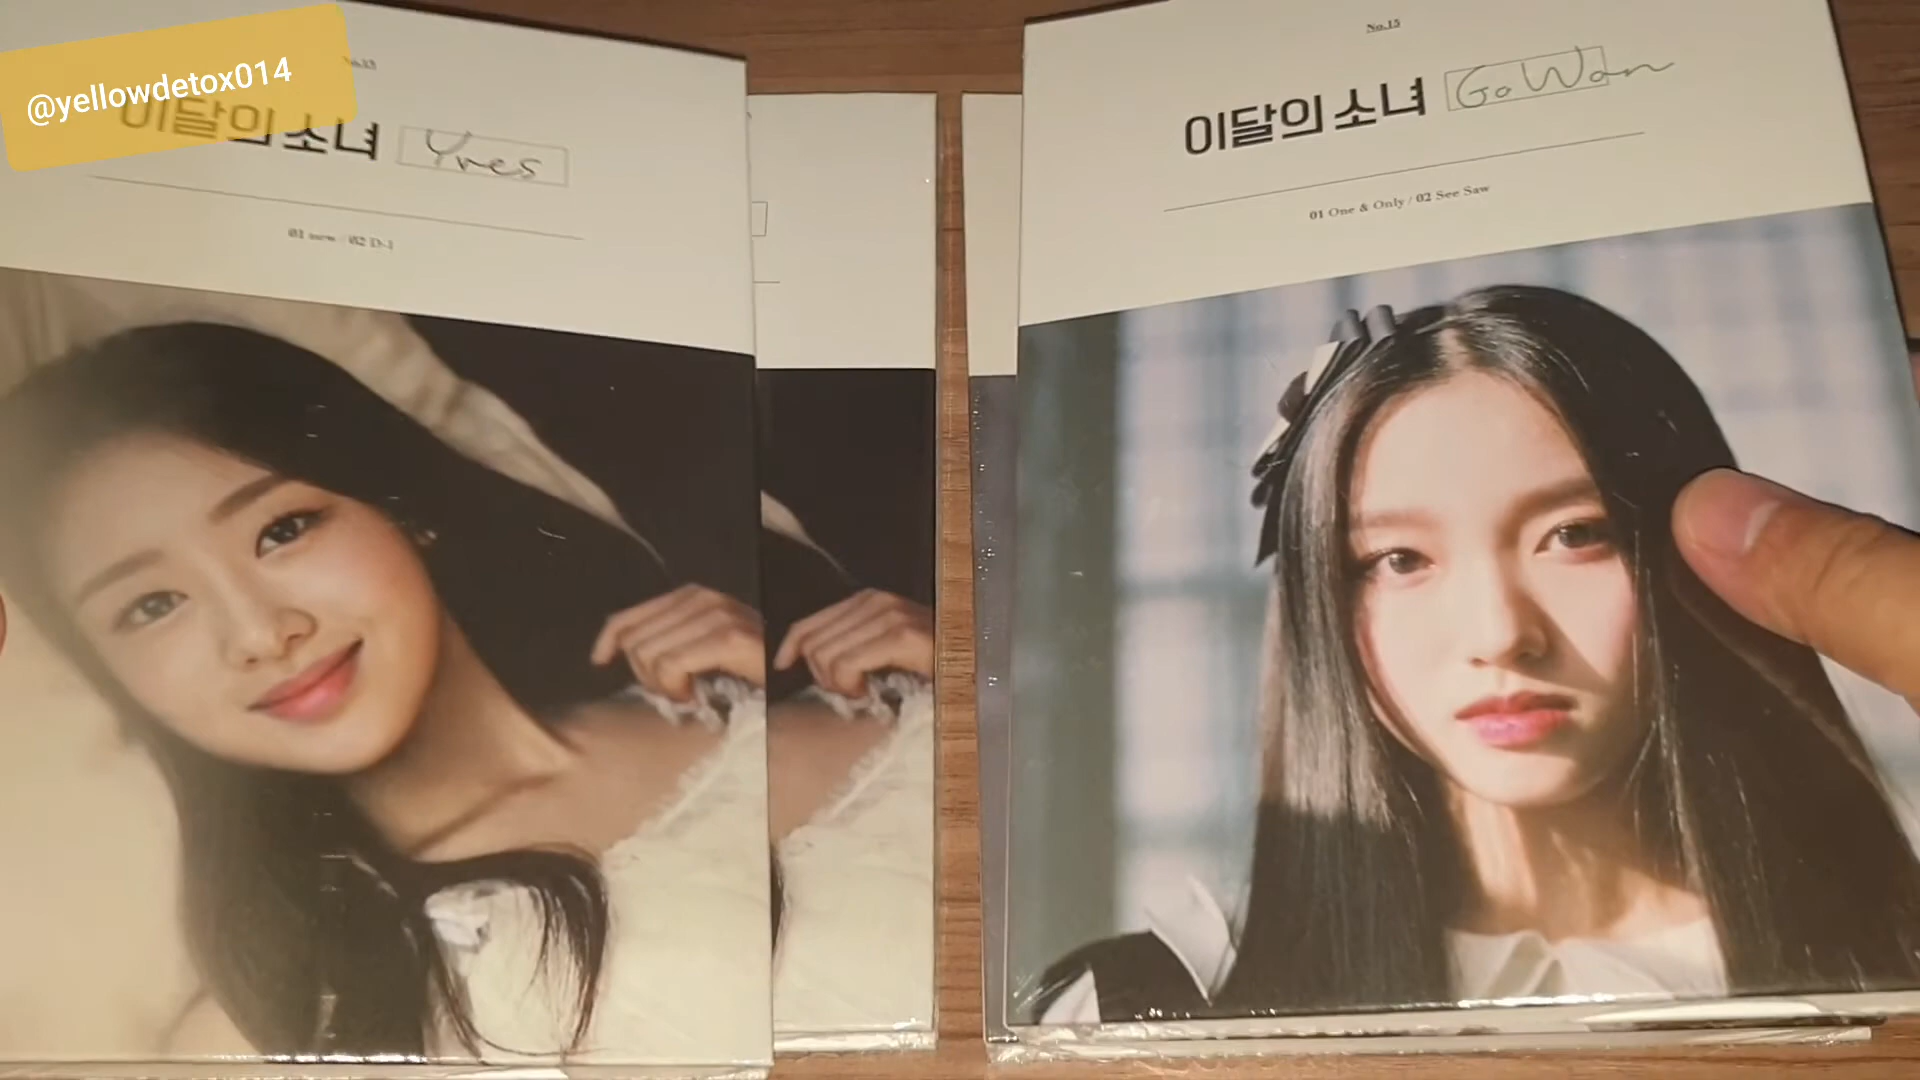 @yellowdetox014
이달의 소녀 Yves
01 new / 02 D-1
No.15
이달의 소녀 Go Won
01 One & Only / 02 See Saw